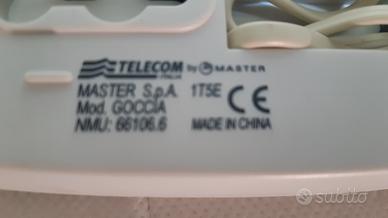 TELECOM by MASTER
ITALIA
MASTER S.p.A. 1T5E CE
Mod. GOCCIA
NMU: 66106.6 MADE IN CHINA
subito